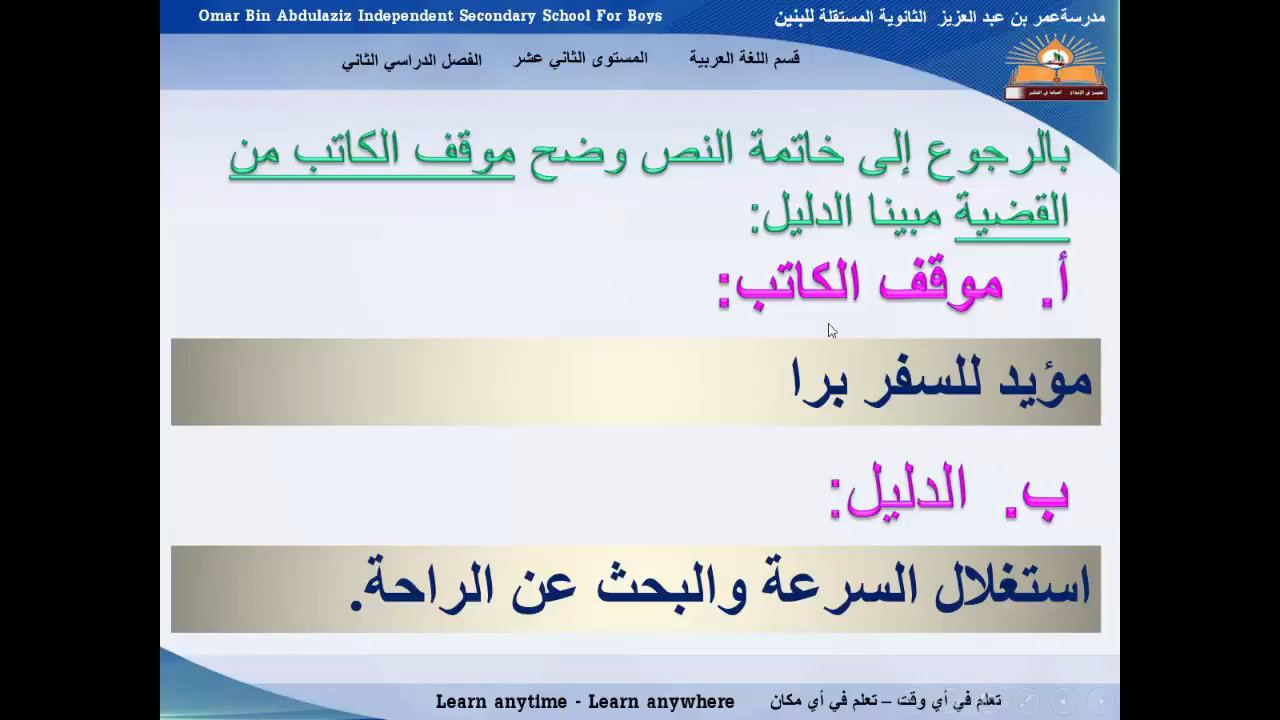 Omar Bin Abdulaziz Independent Secondary School For Boys
مدرسةعمر بن عبد العزيز الثانوية المستقلة للبنين
قسم اللغة العربية
المستوى الثاني عشر
الفصل الدراسي الثاني
بالرجوع إلى خاتمة النص وضح موقف الكاتب من
القضية مبينا الدليل:
أ. موقف الكاتب:
مؤيد للسفر برا
ب. الدليل:
استغلال السرعة والبحث عن الراحة.
تعلم في أي وقت – تعلم في أي مكان
Learn anytime - Learn anywhere